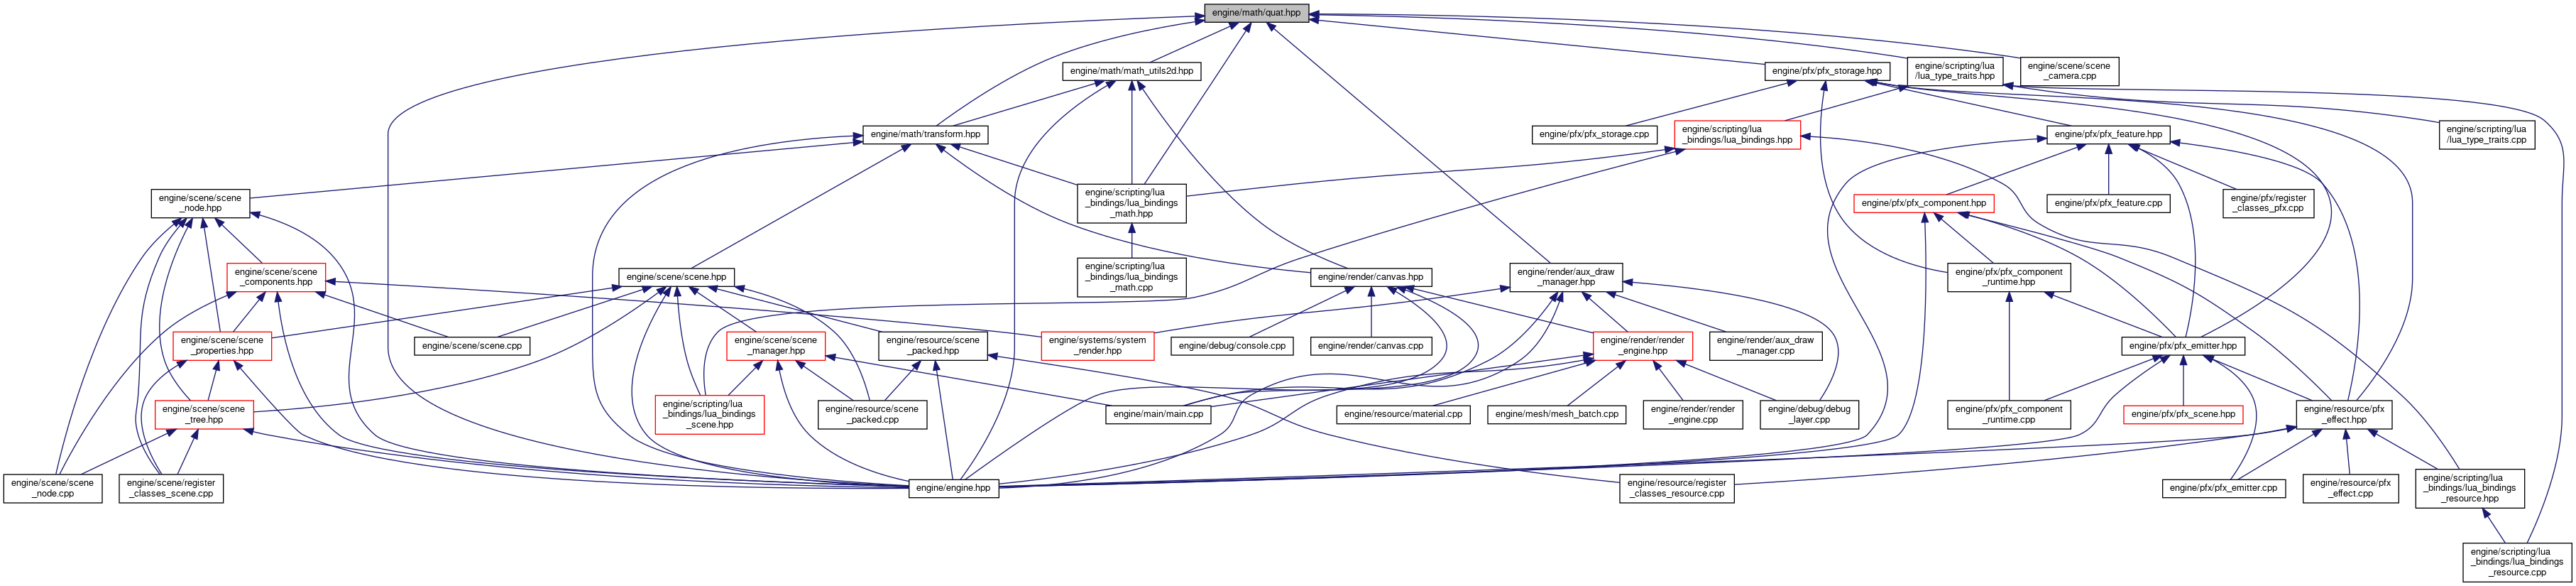 engine/math/quat.hpp
engine/math/math_utils2d.hpp
engine/pfx/pfx_storage.hpp
engine/scripting/lua
/lua_type_traits.hpp
engine/scene/scene
_camera.cpp
engine/math/transform.hpp
engine/pfx/pfx_storage.cpp
engine/scripting/lua
_bindings/lua_bindings.hpp
engine/pfx/pfx_feature.hpp
engine/scripting/lua
/lua_type_traits.cpp
engine/scene/scene
_node.hpp
engine/scripting/lua
_bindings/lua_bindings
_math.hpp
engine/pfx/pfx_component.hpp
engine/pfx/pfx_feature.cpp
engine/pfx/register
_classes_pfx.cpp
engine/scene/scene
_components.hpp
engine/scene/scene.hpp
engine/scripting/lua
_bindings/lua_bindings
_math.cpp
engine/render/canvas.hpp
engine/render/aux_draw
_manager.hpp
engine/pfx/pfx_component
_runtime.hpp
engine/scene/scene
_properties.hpp
engine/scene/scene.cpp
engine/scene/scene
_manager.hpp
engine/resource/scene
_packed.hpp
engine/systems/system
_render.hpp
engine/debug/console.cpp
engine/render/canvas.cpp
engine/render/render
_engine.hpp
engine/render/aux_draw
_manager.cpp
engine/pfx/pfx_emitter.hpp
engine/scene/scene
_tree.hpp
engine/scripting/lua
_bindings/lua_bindings
_scene.hpp
engine/resource/scene
_packed.cpp
engine/main/main.cpp
engine/resource/material.cpp
engine/mesh/mesh_batch.cpp
engine/render/render
_engine.cpp
engine/debug/debug
_layer.cpp
engine/pfx/pfx_component
_runtime.cpp
engine/pfx/pfx_scene.hpp
engine/resource/pfx
_effect.hpp
engine/scene/scene
_node.cpp
engine/scene/register
_classes_scene.cpp
engine/engine.hpp
engine/resource/register
_classes_resource.cpp
engine/pfx/pfx_emitter.cpp
engine/resource/pfx
_effect.cpp
engine/scripting/lua
_bindings/lua_bindings
_resource.hpp
engine/scripting/lua
_bindings/lua_bindings
_resource.cpp